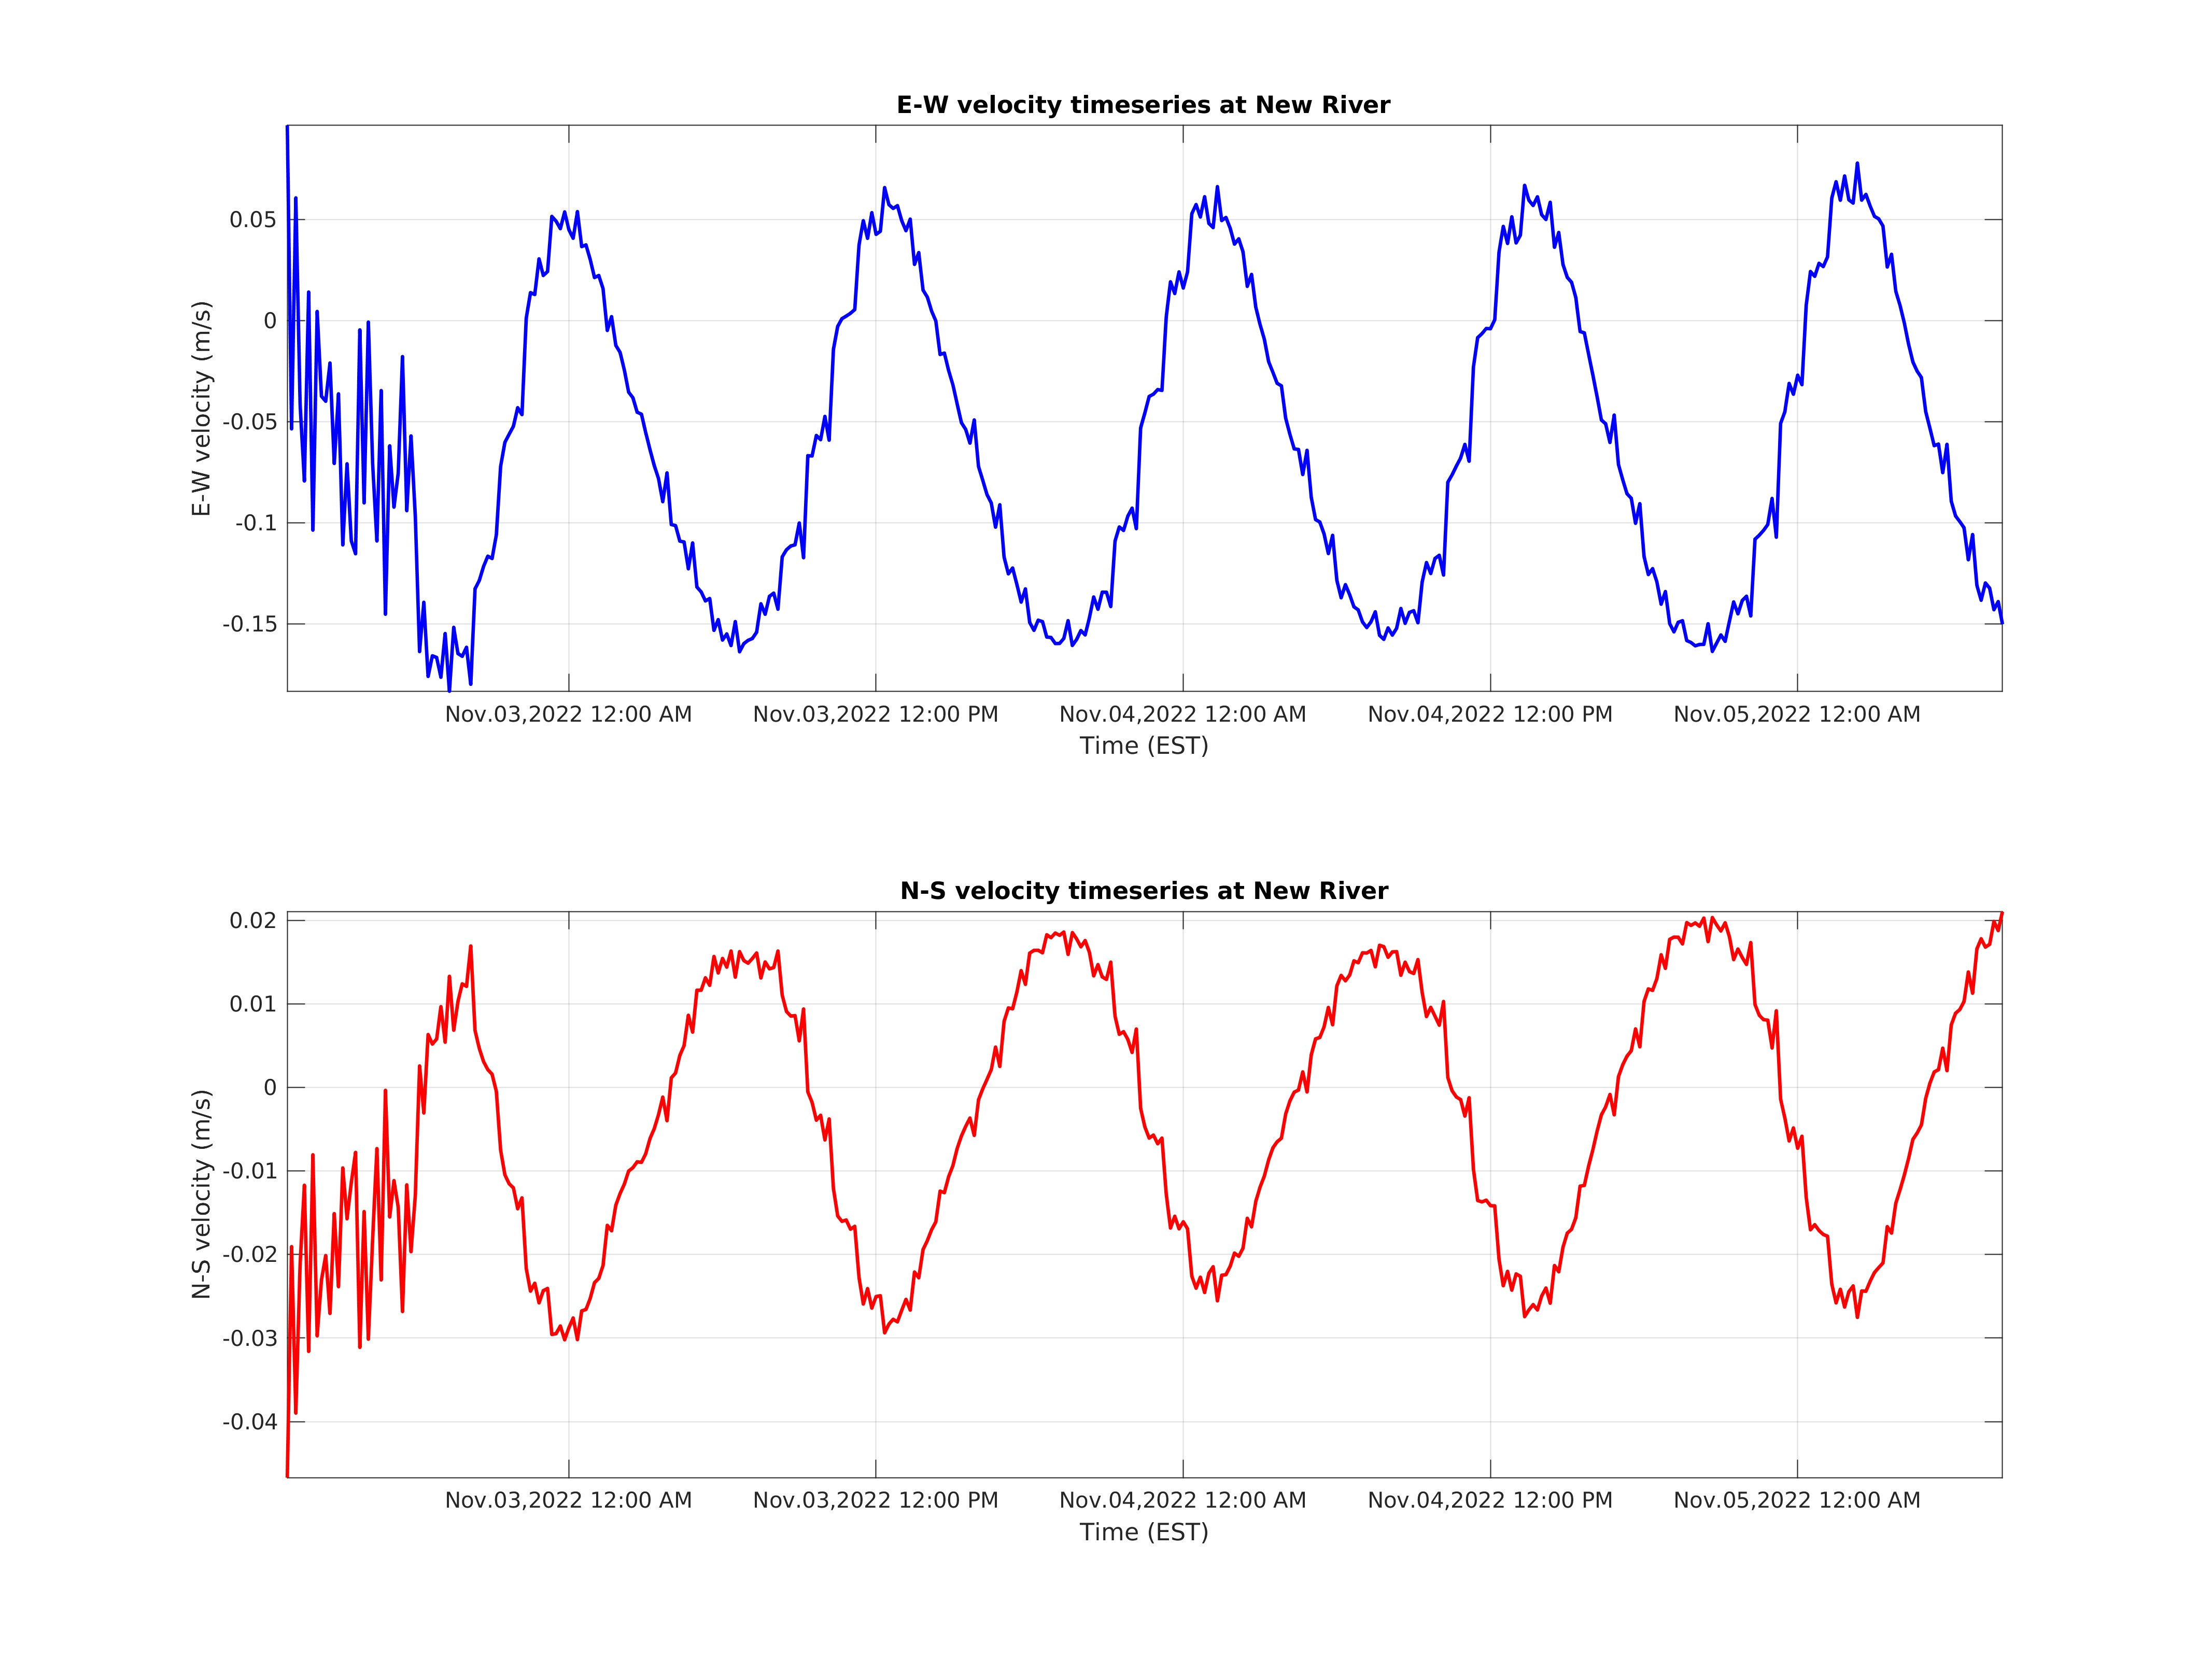 E-W velocity timeseries at New River
E-W velocity (m/s)
0.05
0
-0.05
-0.1
-0.15
Nov.03,2022 12:00 AM
Nov.03,2022 12:00 PM
Nov.04,2022 12:00 AM
Nov.04,2022 12:00 PM
Nov.05,2022 12:00 AM
Time (EST)
N-S velocity timeseries at New River
N-S velocity (m/s)
0.02
0.01
0
-0.01
-0.02
-0.03
-0.04
Nov.03,2022 12:00 AM
Nov.03,2022 12:00 PM
Nov.04,2022 12:00 AM
Nov.04,2022 12:00 PM
Nov.05,2022 12:00 AM
Time (EST)